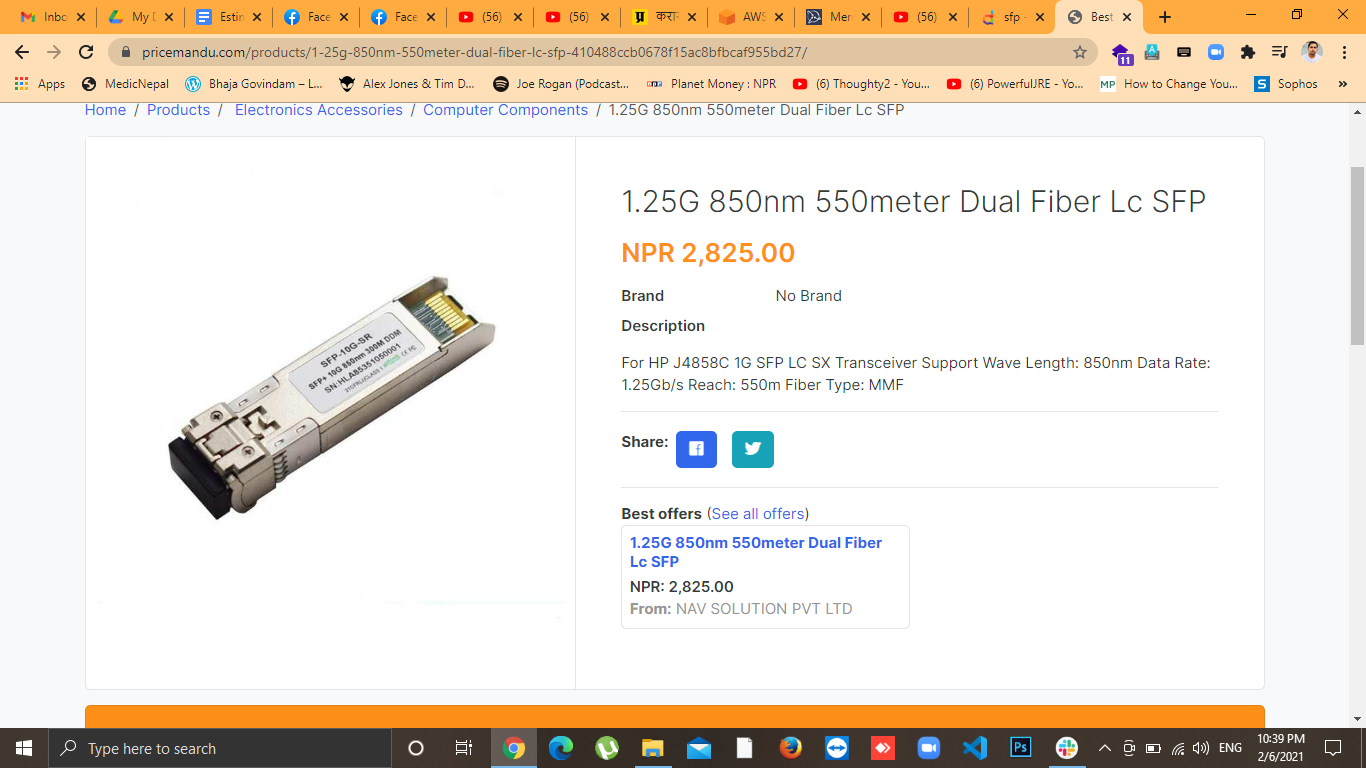 Inbo
My D
Estin
Face
Face
(56)
(56)
AWS
Mer
(56)
sfp -
Best
pricemandu.com/products/1-25g-850nm-550meter-dual-fiber-lc-sfp-410488ccb0678f15ac8bfbcaf955bd27/
11
Apps
MedicNepal
Bhaja Govindam – L...
Alex Jones & Tim D...
Joe Rogan (Podcast...
Planet Money : NPR
(6) Thoughty2 - You...
(6) PowerfulJRE - Yo...
MP How to Change You...
S Sophos
»
Home / Products / Electronics Accessories / Computer Components / 1.25G 850nm 550meter Dual Fiber Lc SFP
SFP-10G-SR
SFP+ 10G 850nm 300M DDM
SN HLA85351050001
1.25G 850nm 550meter Dual Fiber Lc SFP
NPR 2,825.00
Brand No Brand
Description
For HP J4858C 1G SFP LC SX Transceiver Support Wave Length: 850nm Data Rate:
1.25Gb/s Reach: 550m Fiber Type: MMF
Share:
Best offers (See all offers)
1.25G 850nm 550meter Dual Fiber
Lc SFP
NPR: 2,825.00
From: NAV SOLUTION PVT LTD
Type here to search
Ps
ENG
10:39 PM
2/6/2021